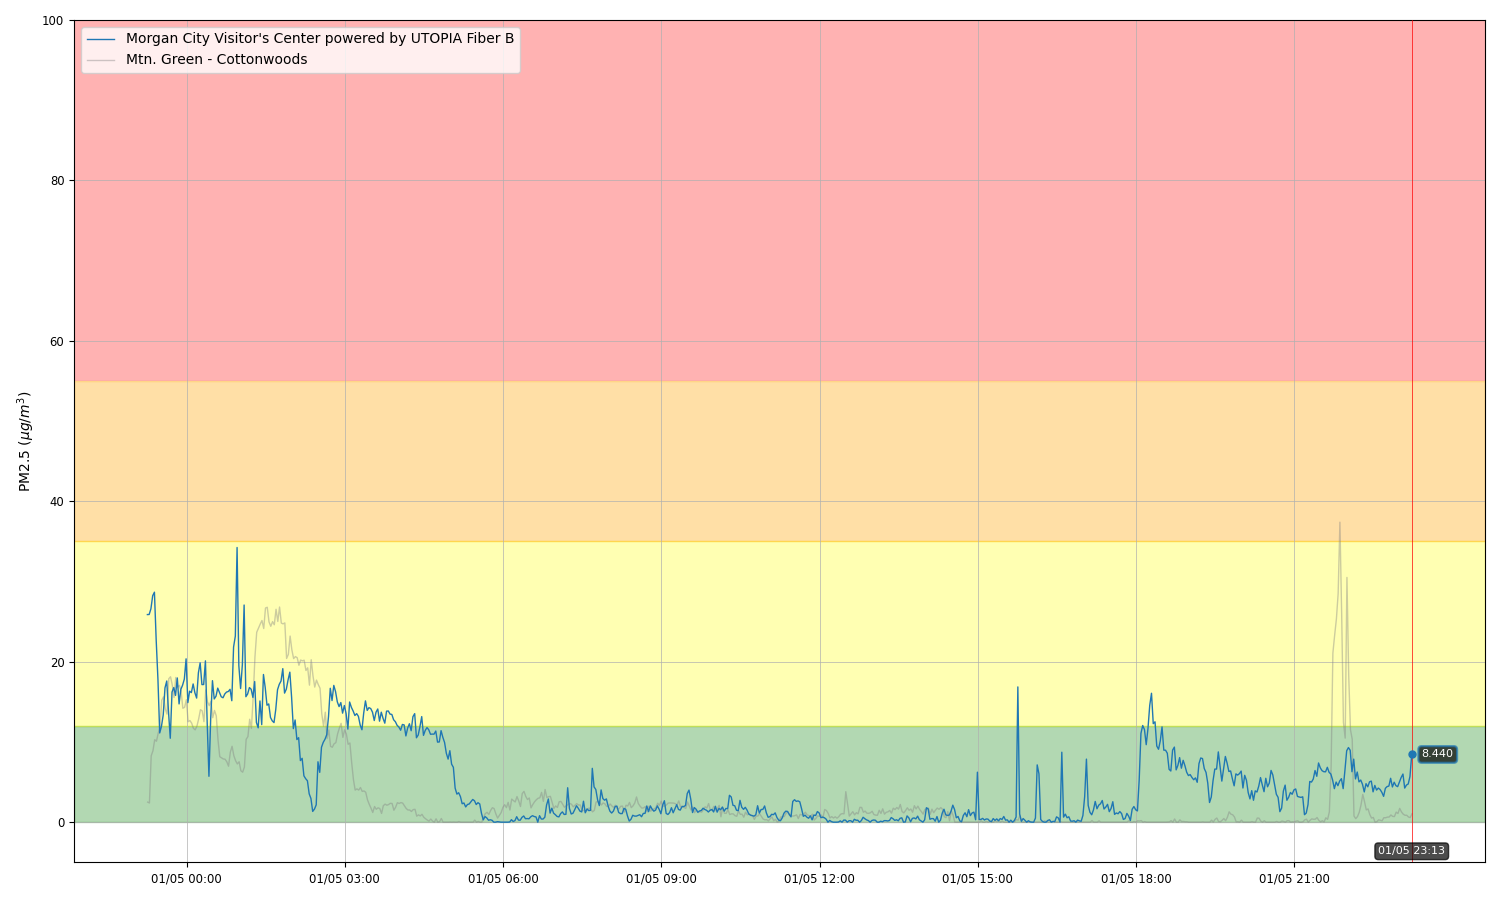 100
80
60
40
20
0
PM2.5 (μg/m³)
Morgan City Visitor's Center powered by UTOPIA Fiber B
Mtn. Green - Cottonwoods
8.440
01/05 23:13
01/05 00:00 01/05 03:00 01/05 06:00 01/05 09:00 01/05 12:00 01/05 15:00 01/05 18:00 01/05 21:00